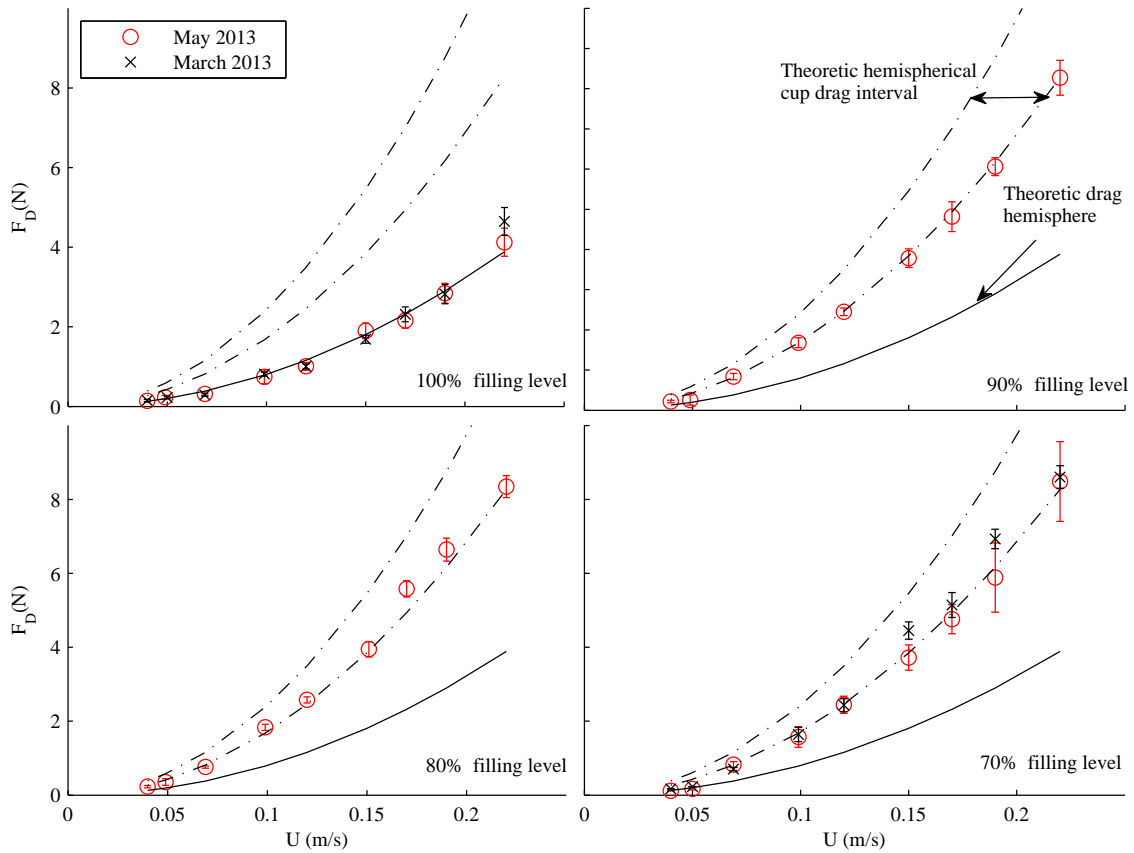 May 2013
March 2013
8
6
4
2
0
F_D(N)
100% filling level
Theoretic hemispherical
cup drag interval
Theoretic drag
hemisphere
90% filling level
8
6
4
2
0
F_D(N)
80% filling level
0 0.05 0.1 0.15 0.2
U (m/s)
70% filling level
0 0.05 0.1 0.15 0.2
U (m/s)